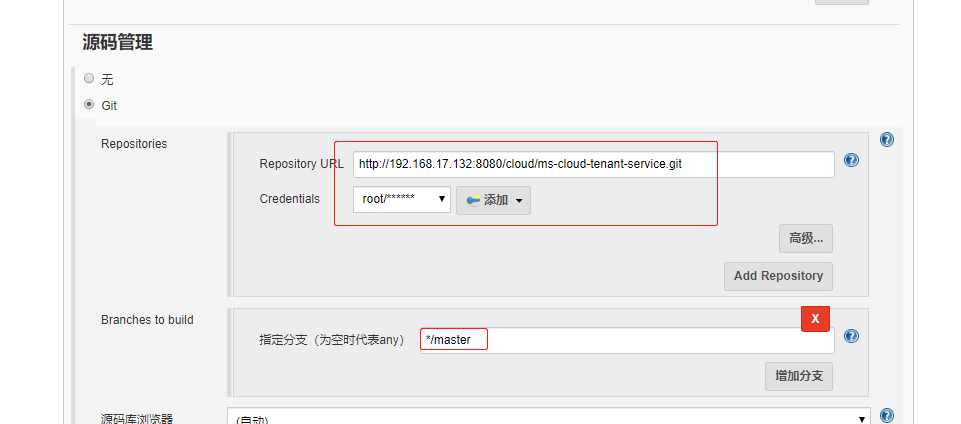 源码管理
无
Git
Repositories
Repository URL http://192.168.17.132:8080/cloud/ms-cloud-tenant-service.git
Credentials root/****** 添加
高级...
Add Repository
Branches to build
X
指定分支（为空时代表any） */master
增加分支
源码库浏览器 (自动)